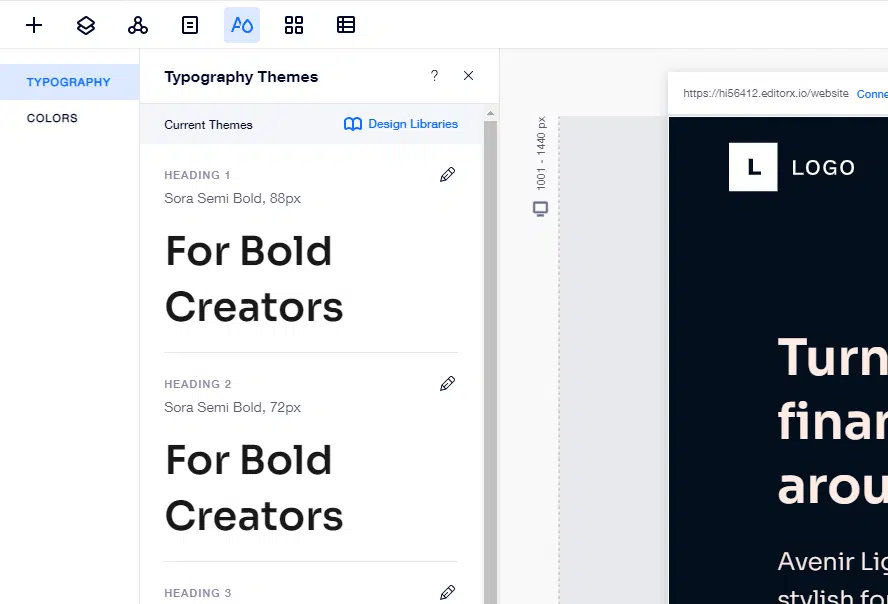 TYPOGRAPHY
COLORS
Typography Themes ?
Current Themes Design Libraries
HEADING 1
Sora Semi Bold, 88px
For Bold
Creators
HEADING 2
Sora Semi Bold, 72px
For Bold
Creators
HEADING 3
1001 - 1440 px
https://hi56412.editorx.io/website Conne
L LOGO
Turn
finan
arou
Avenir Lig
stylish for